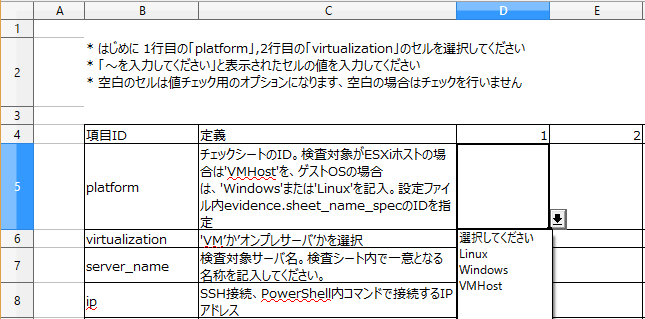 A B C D E
1
* はじめに 1行目の「platform」,2行目の「virtualization」のセルを選択してください
2 * 「～を入力してください」と表示されたセルの値を入力してください
* 空白のセルは値チェック用のオプションになります、空白の場合はチェックを行いません
3
4 項目ID 定義 1 2
チェックシートのID。検査対象がESXiホストの場
合は'VMHost'を、ゲストOSの場合
5 platform は、'Windows'または'Linux'を記入。設定ファイ
ル内evidence.sheet_name_specのIDを指
定
6 virtualization 'VM'か'オンプレサーバ'かを選択 選択してください
Linux
7 server_name 検査対象サーバ名。検査シート内で一意となる
名称を記入してください。 Windows
VMHost
8 ip SSH接続、PowerShell内コマンドで接続するIP
アドレス